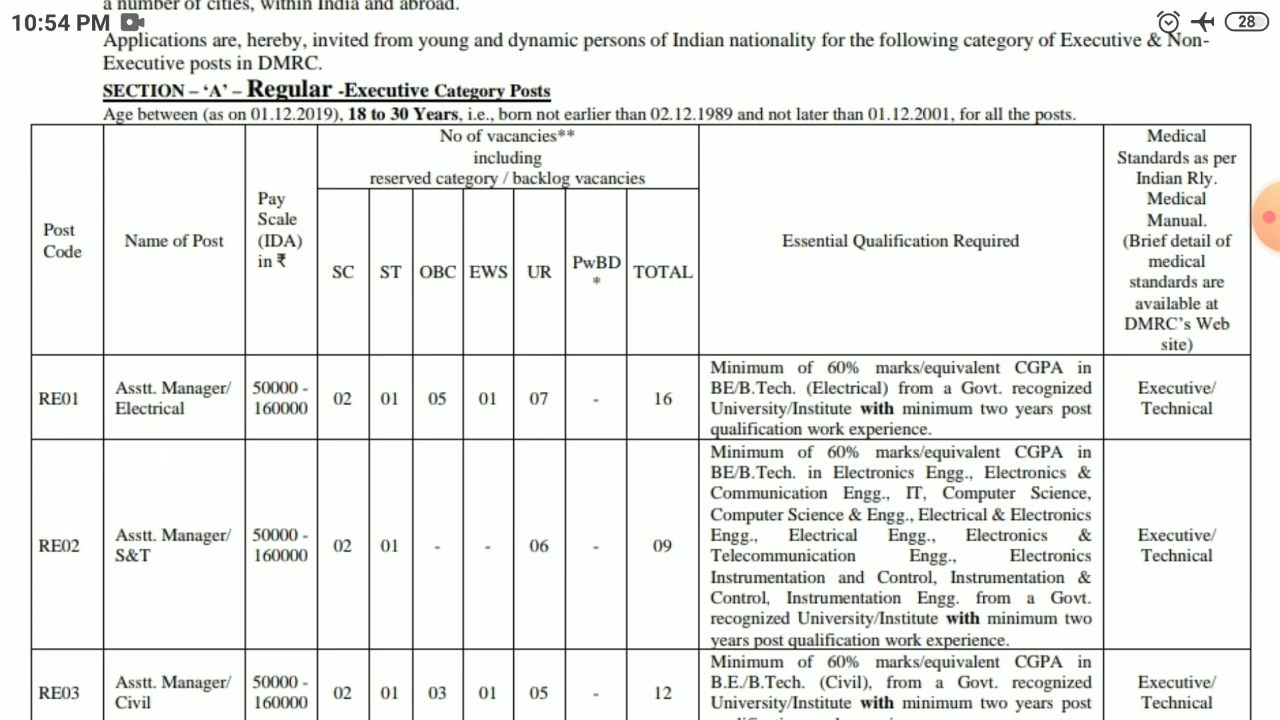 a number of cities, within India and abroad.
10:54 PM
28
Applications are, hereby, invited from young and dynamic persons of Indian nationality for the following category of Executive & Non-
Executive posts in DMRC.
SECTION – ‘A’ – Regular -Executive Category Posts
Age between (as on 01.12.2019), 18 to 30 Years, i.e., born not earlier than 02.12.1989 and not later than 01.12.2001, for all the posts.
Post
Code
Name of Post
Pay
Scale
(IDA)
in ₹
No of vacancies**
including
reserved category / backlog vacancies
SC
ST
OBC
EWS
UR
PwBD
*
TOTAL
Essential Qualification Required
Medical
Standards as per
Indian Rly.
Medical
Manual.
(Brief detail of
medical
standards are
available at
DMRC’s Web
site)
RE01
Asstt. Manager/
Electrical
50000 -
160000
02
01
05
01
07
-
16
Minimum of 60% marks/equivalent CGPA in
BE/B.Tech. (Electrical) from a Govt. recognized
University/Institute with minimum two years post
qualification work experience.
Executive/
Technical
RE02
Asstt. Manager/
S&T
50000 -
160000
02
01
-
-
06
-
09
Minimum of 60% marks/equivalent CGPA in
BE/B.Tech. in Electronics Engg., Electronics &
Communication Engg., IT, Computer Science,
Computer Science & Engg., Electrical & Electronics
Engg., Electrical Engg., Electronics &
Telecommunication Engg., Electronics
Instrumentation and Control, Instrumentation &
Control, Instrumentation Engg. from a Govt.
recognized University/Institute with minimum two
years post qualification work experience.
Executive/
Technical
RE03
Asstt. Manager/
Civil
50000 -
160000
02
01
03
01
05
-
12
Minimum of 60% marks/equivalent CGPA in
B.E./B.Tech. (Civil), from a Govt. recognized
University/Institute with minimum two years post
Executive/
Technical